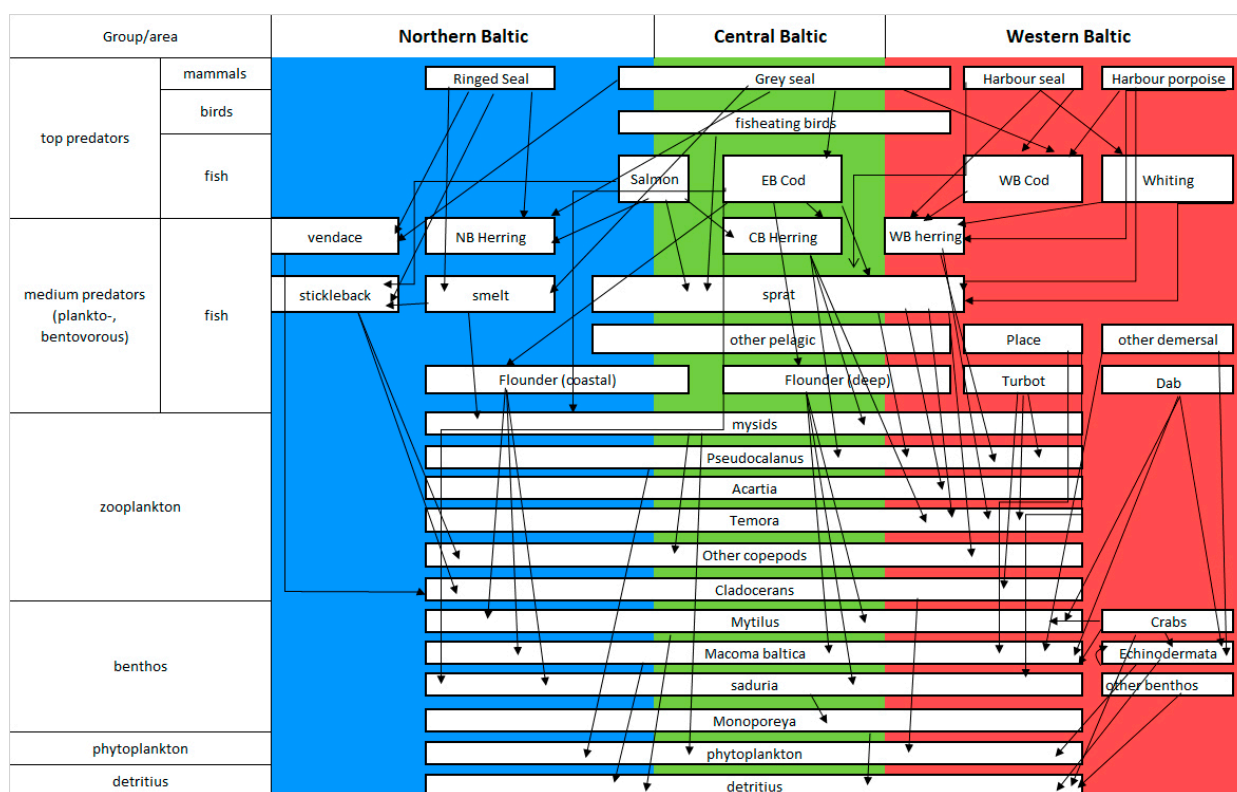 Group/area
Northern Baltic
Central Baltic
Western Baltic
top predators
mammals
Ringed Seal
Grey seal
Harbour seal
Harbour porpoise
birds
fisheating birds
fish
Salmon
EB Cod
WB Cod
Whiting
medium predators
(plankto-,
bentovorous)
fish
vendace
NB Herring
CB Herring
WB herring
stickleback
smelt
sprat
other pelagic
Place
other demersal
Flounder (coastal)
Flounder (deep)
Turbot
Dab
zooplankton
mysids
Pseudocalanus
Acartia
Temora
Other copepods
Cladocerans
benthos
Mytilus
Crabs
Macoma baltica
Echinodermata
saduria
other benthos
Monoporeya
phytoplankton
phytoplankton
detritius
detritius